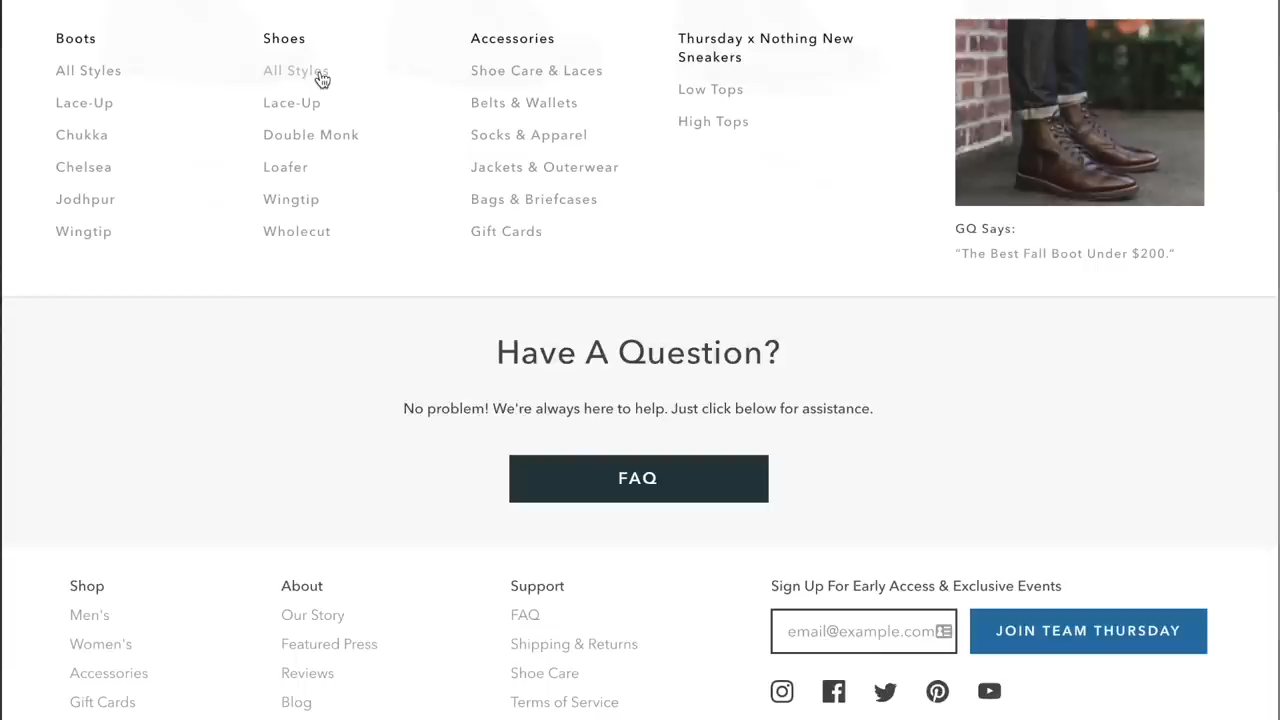 Boots
All Styles
Lace-Up
Chukka
Chelsea
Jodhpur
Wingtip
Shoes
All Styles
Lace-Up
Double Monk
Loafer
Wingtip
Wholecut
Accessories
Shoe Care & Laces
Belts & Wallets
Socks & Apparel
Jackets & Outerwear
Bags & Briefcases
Gift Cards
Thursday x Nothing New
Sneakers
Low Tops
High Tops
GQ Says:
“The Best Fall Boot Under $200.”
Have A Question?
No problem! We're always here to help. Just click below for assistance.
FAQ
Shop
Men's
Women's
Accessories
Gift Cards
About
Our Story
Featured Press
Reviews
Blog
Support
FAQ
Shipping & Returns
Shoe Care
Terms of Service
Sign Up For Early Access & Exclusive Events
email@example.com
JOIN TEAM THURSDAY